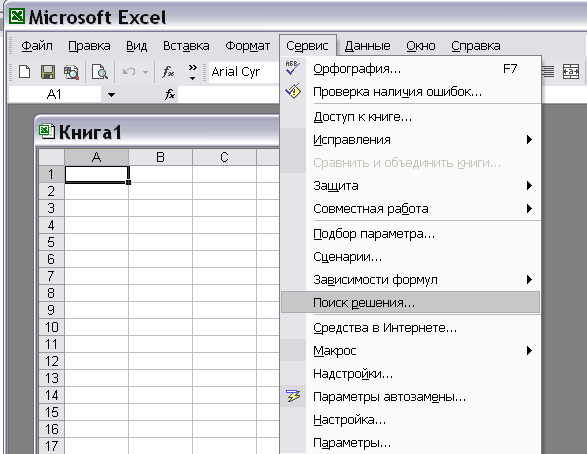 Microsoft Excel
Файл Правка Вид Вставка Формат Сервис Данные Окно Справка
Arial Cyr
A1 fx
Книга1
A B C
1
2
3
4
5
6
7
8
9
10
11
12
13
14
15
16
17
Орфография... F7
Проверка наличия ошибок...
Доступ к книге...
Исправления
Сравнить и объединить книги...
Защита
Совместная работа
Подбор параметра...
Сценарии...
Зависимости формул
Поиск решения...
Средства в Интернете...
Макрос
Надстройки...
Параметры автозамены...
Настройка...
Параметры...